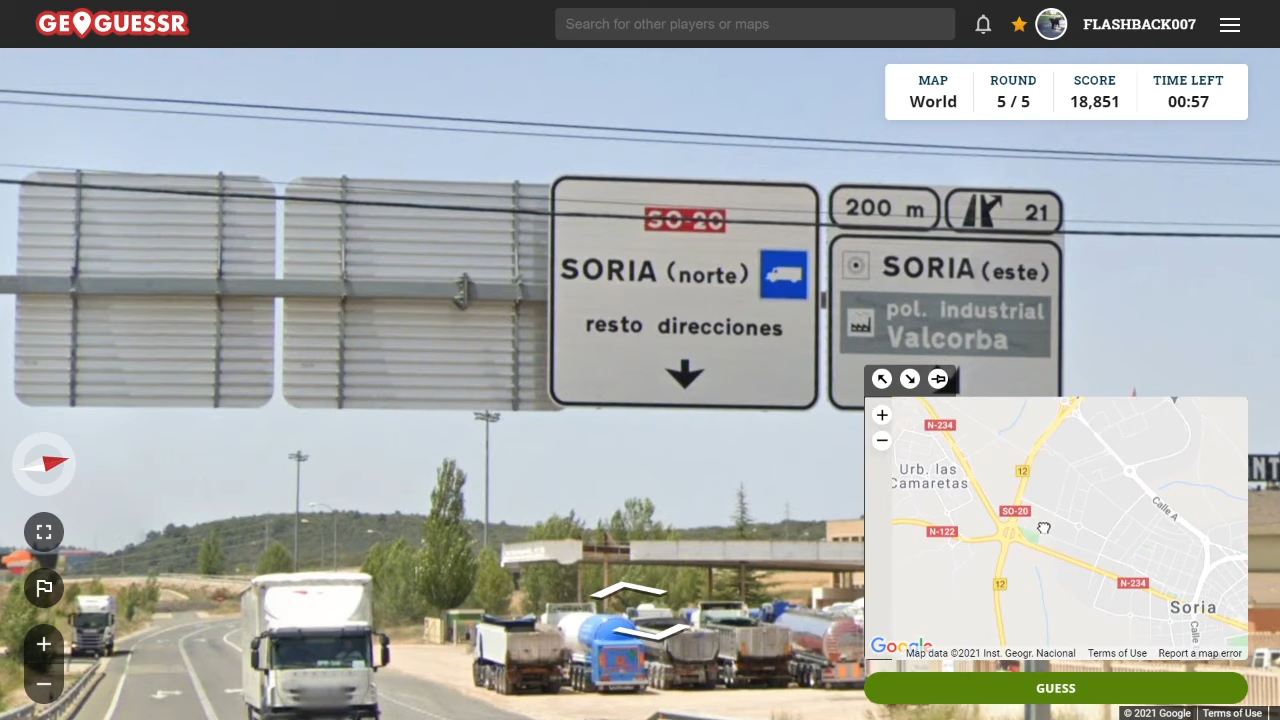 GEOGUESSR
Search for other players or maps
FLASHBACK007
MAP
World
ROUND
5 / 5
SCORE
18,851
TIME LEFT
00:57
SO-20
SORIA (norte)
resto direcciones
200 m
21
SORIA (este)
pol. industrial
Valcorba
NT
N-234
12
Urb. las
Camaretas
SO-20
N-122
Calle A
N-234
12
Soria
Calle
Google
Map data ©2021 Inst. Geogr. Nacional
Terms of Use
Report a map error
GUESS
© 2021 Google
Terms of Use